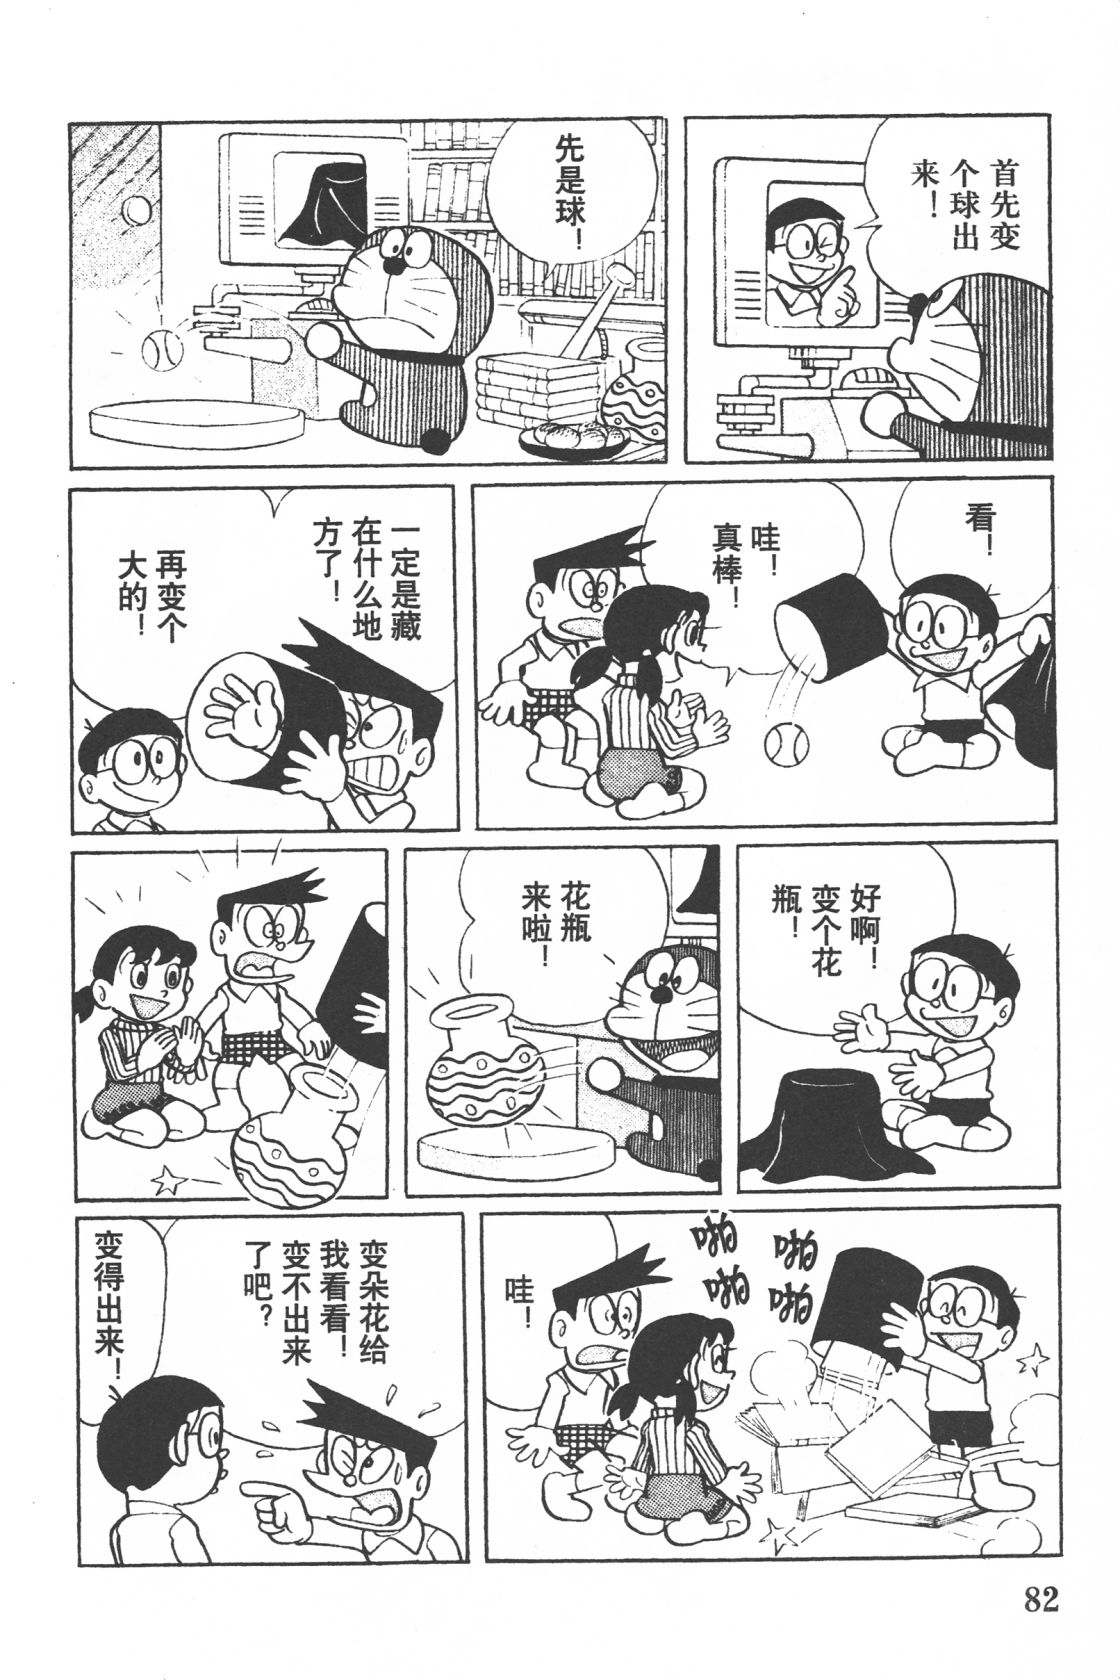 首先变
个球出
来！
先是球！
看！
哇！
真棒！
一定是藏
在什么地
方了！
再变个
大的！
好啊！
变个花
瓶！
花瓶
来啦！
啪啪
啪啪
哇！
变朵花给
我看看！
变不出来
了吧？
变得出来！
82